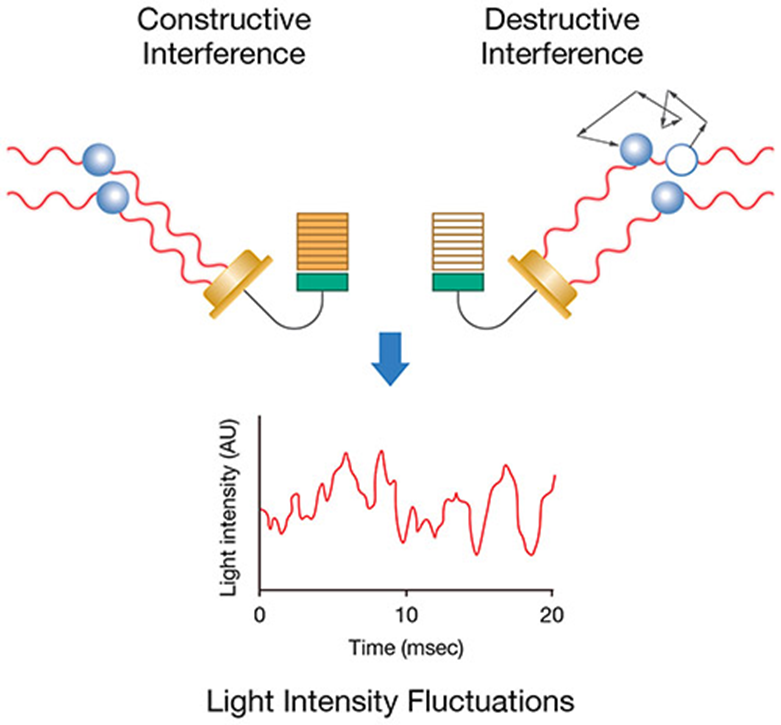 Constructive
Interference
Destructive
Interference
Light intensity (AU)
0
10
20
Time (msec)
Light Intensity Fluctuations